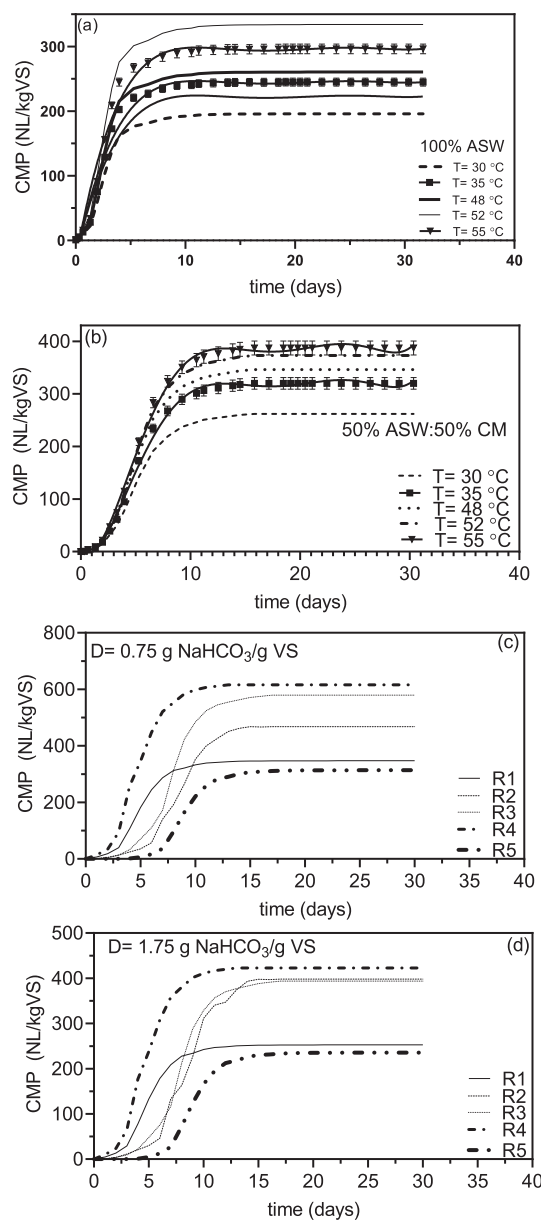 (a)
300
200
100
0
CMP (NL/kgVS)
100% ASW
T= 30 °C
T= 35 °C
T= 48 °C
T= 52 °C
T= 55 °C
0 10 20 30 40
time (days)
(b)
400
300
200
100
0
CMP (NL/kgVS)
50% ASW:50% CM
T= 30 °C
T= 35 °C
T= 48 °C
T= 52 °C
T= 55 °C
0 10 20 30 40
time (days)
D= 0.75 g NaHCO3/g VS (c)
800
600
400
200
0
CMP (NL/kgVS)
R1
R2
R3
R4
R5
0 5 10 15 20 25 30 35 40
time (days)
D= 1.75 g NaHCO3/g VS (d)
500
400
300
200
100
0
CMP (NL/kgVS)
R1
R2
R3
R4
R5
0 5 10 15 20 25 30 35 40
time (days)